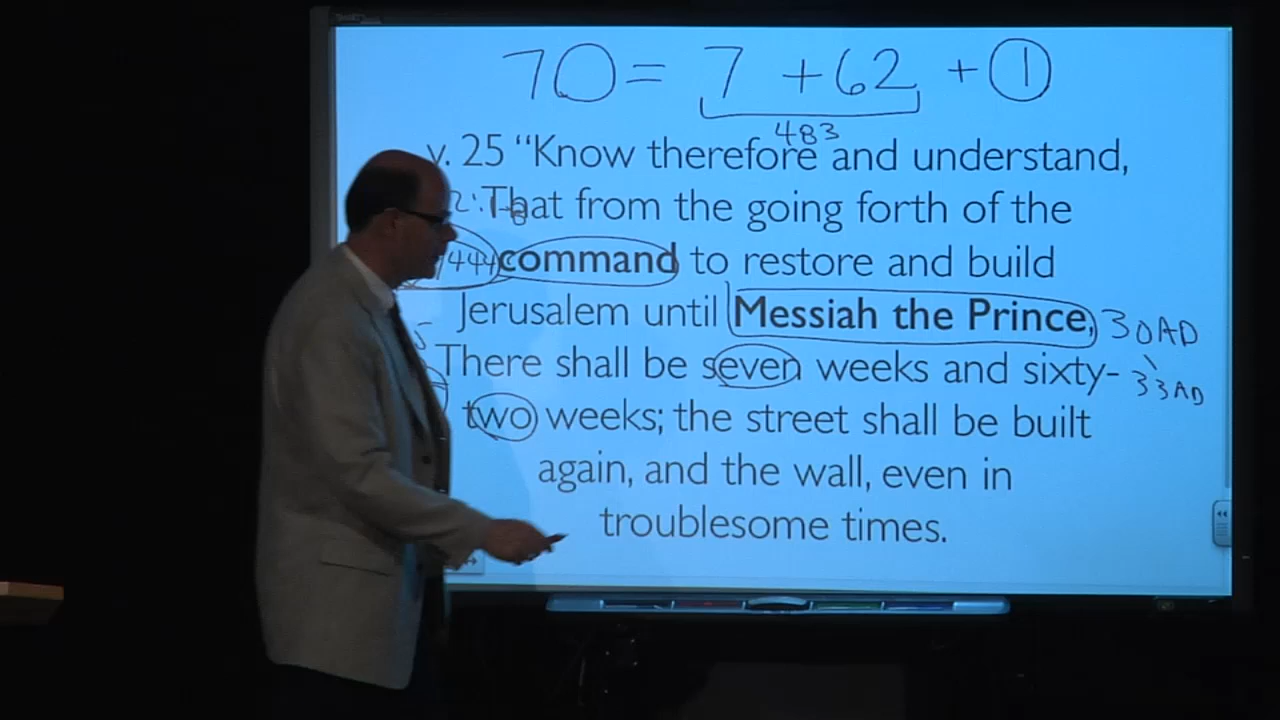 70 = 7 + 62 + 1
483
v. 25 “Know therefore and understand,
That from the going forth of the
444 command to restore and build
Jerusalem until Messiah the Prince, 30AD
There shall be seven weeks and sixty- 33AD
two weeks; the street shall be built
again, and the wall, even in
troublesome times.